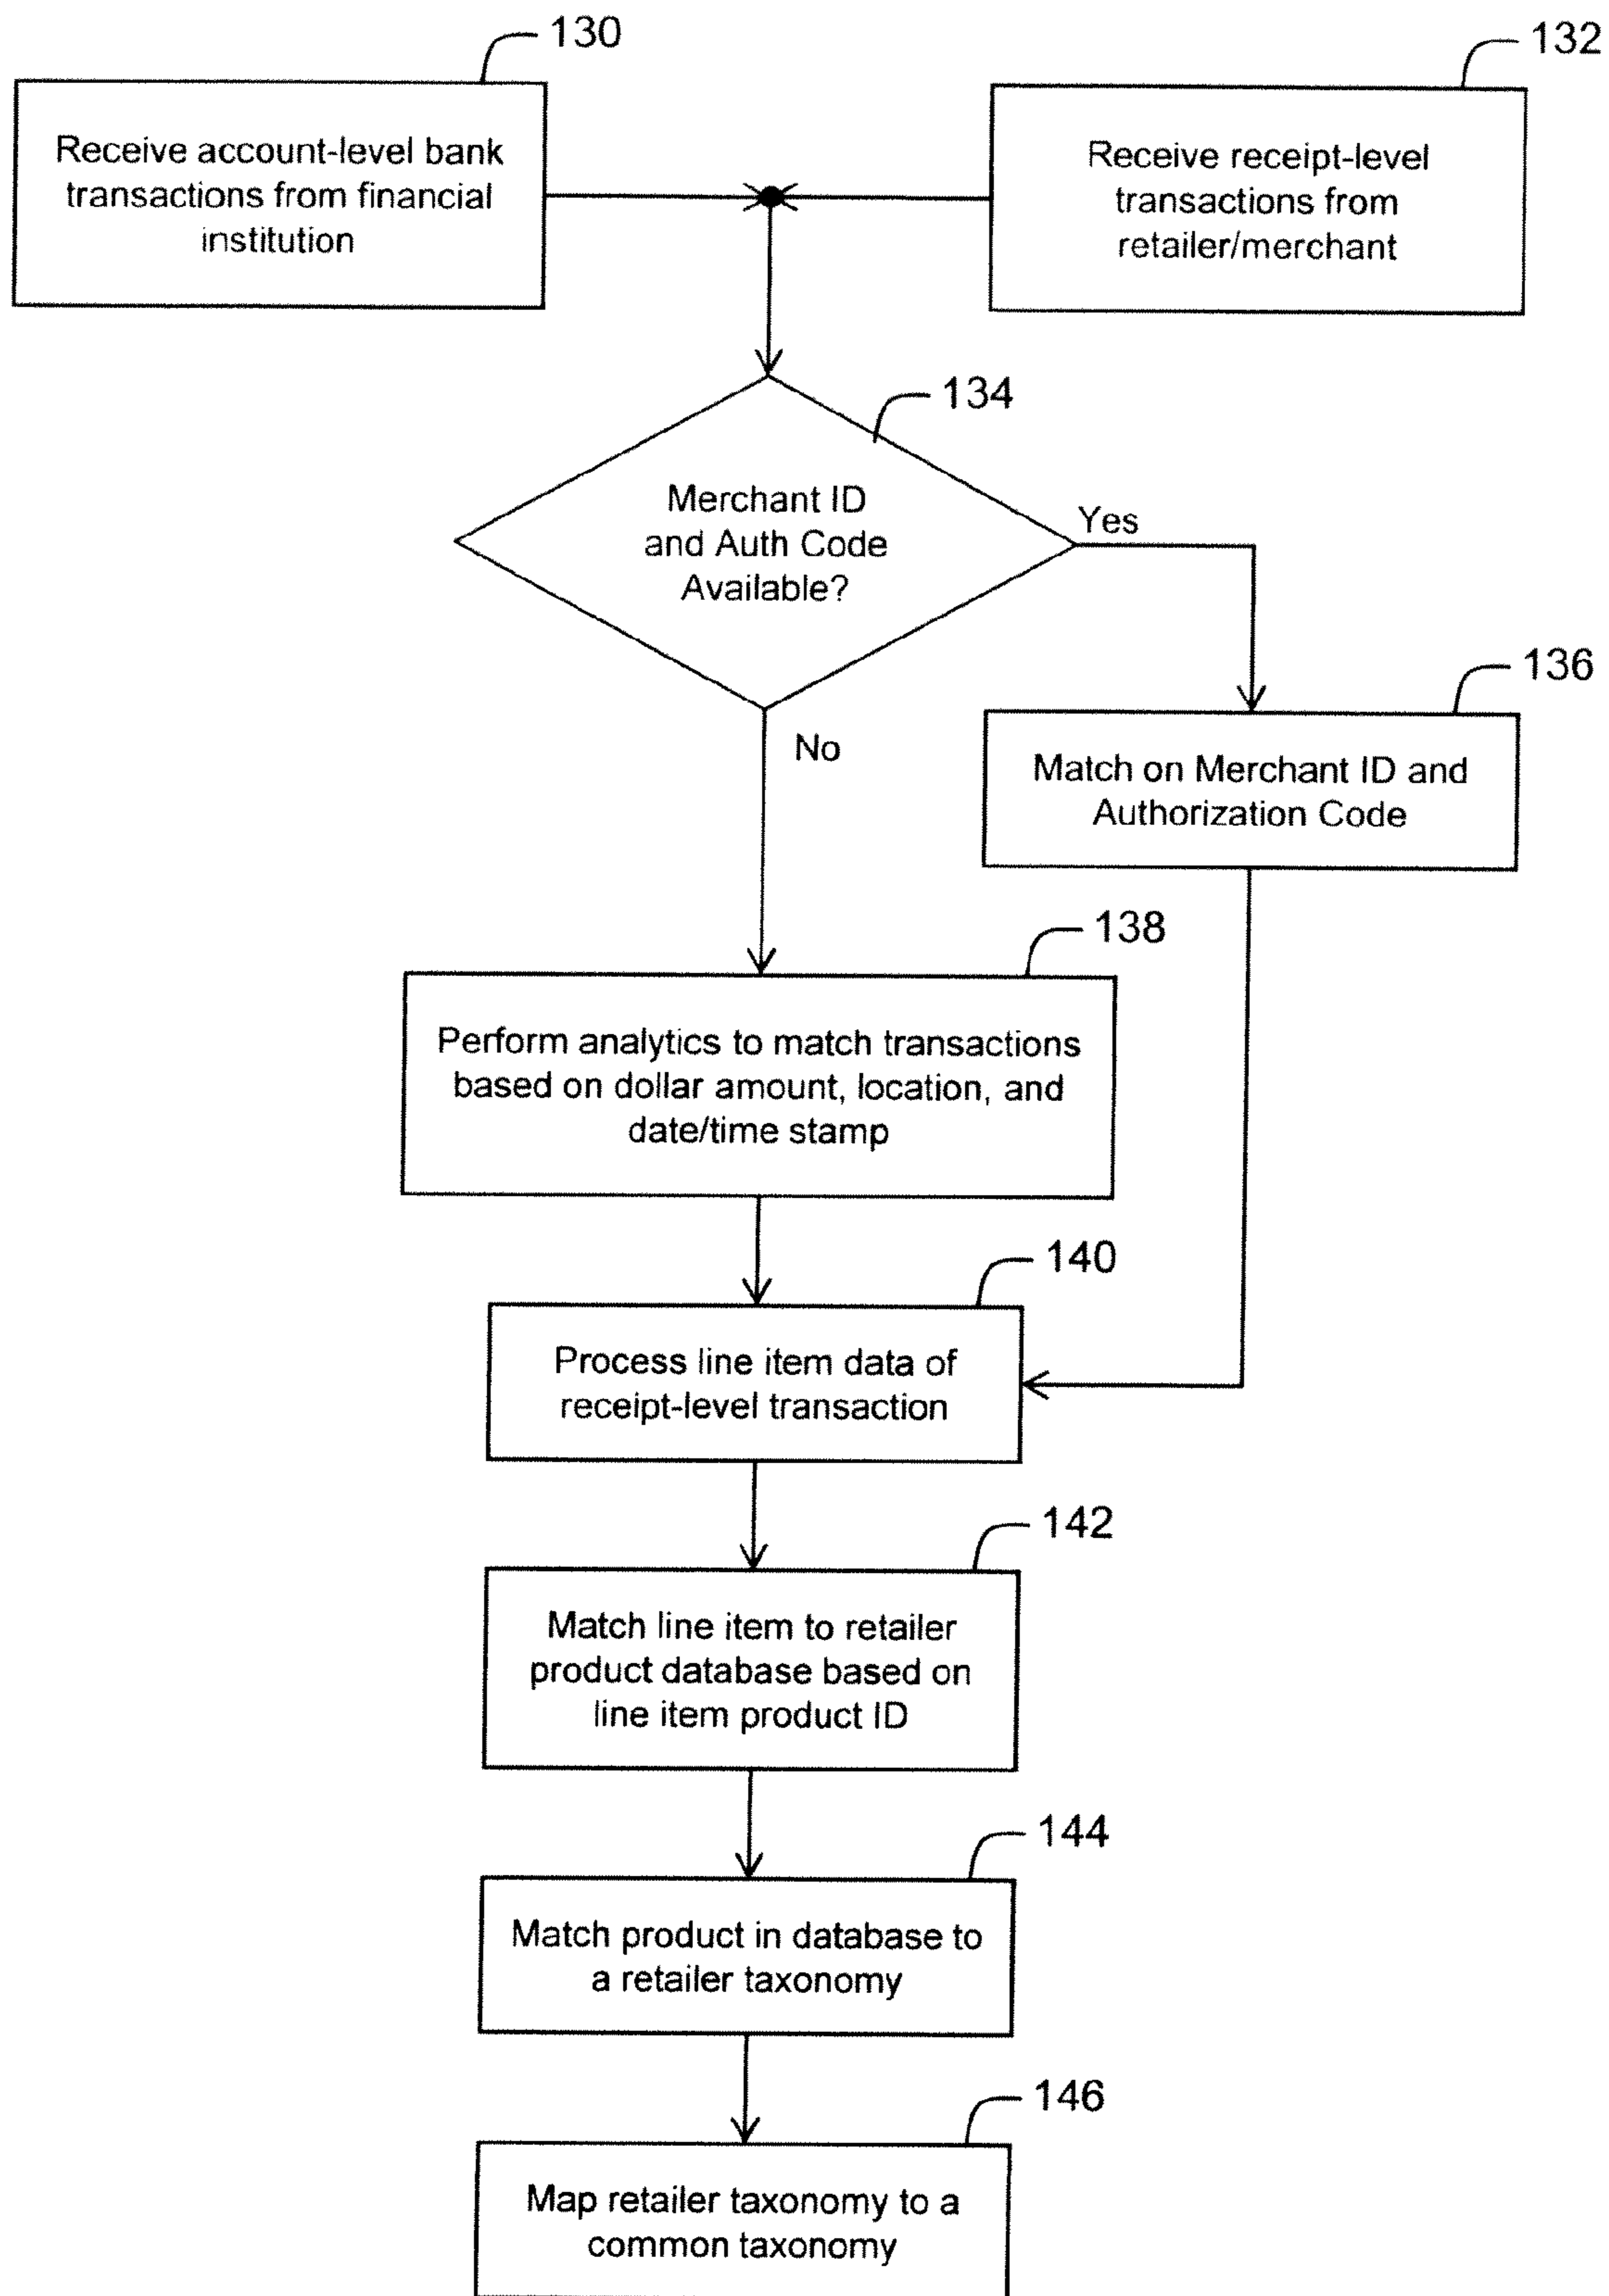 130
Receive account-level bank
transactions from financial
institution
132
Receive receipt-level
transactions from
retailer/merchant
134
Merchant ID
and Auth Code
Available?
Yes
No
136
Match on Merchant ID and
Authorization Code
138
Perform analytics to match transactions
based on dollar amount, location, and
date/time stamp
140
Process line item data of
receipt-level transaction
142
Match line item to retailer
product database based on
line item product ID
144
Match product in database to
a retailer taxonomy
146
Map retailer taxonomy to a
common taxonomy